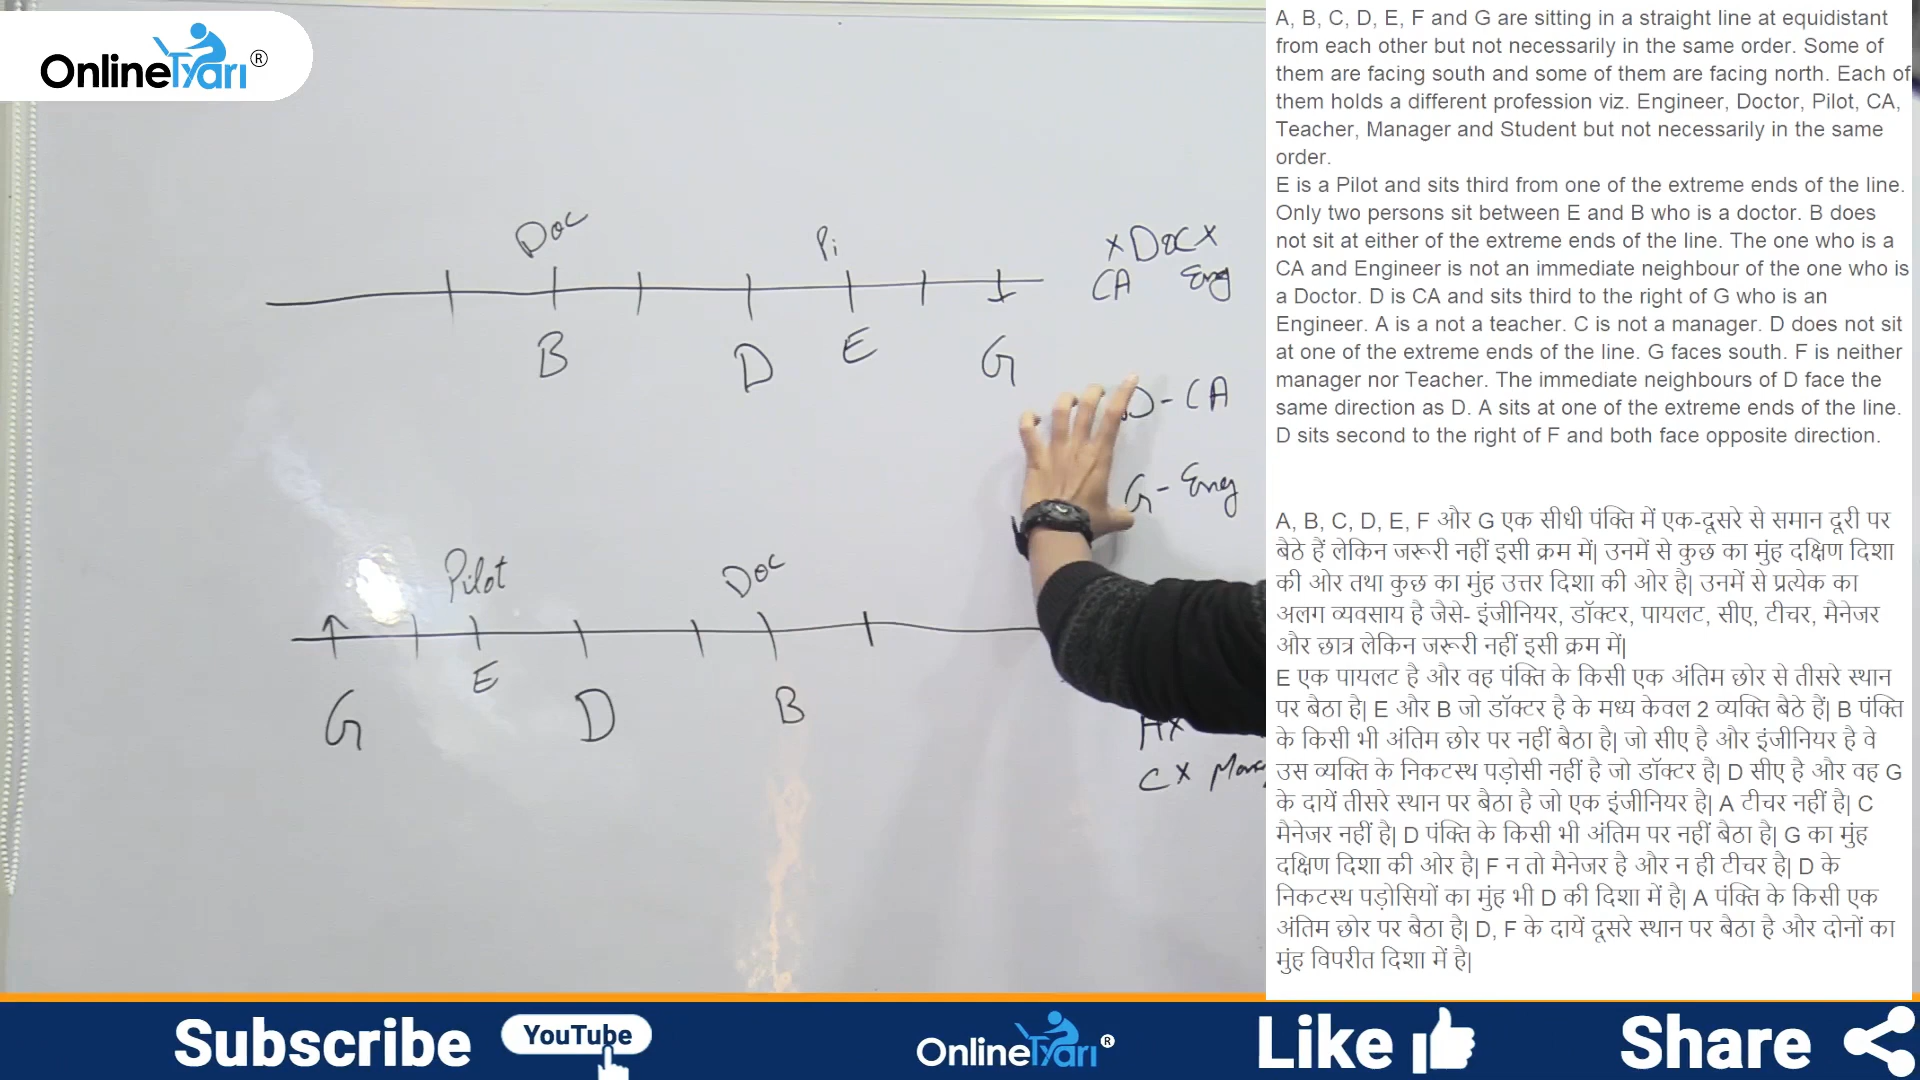 OnlineTyari®
A, B, C, D, E, F and G are sitting in a straight line at equidistant
from each other but not necessarily in the same order. Some of
them are facing south and some of them are facing north. Each of
them holds a different profession viz. Engineer, Doctor, Pilot, CA,
Teacher, Manager and Student but not necessarily in the same
order.
E is a Pilot and sits third from one of the extreme ends of the line.
Only two persons sit between E and B who is a doctor. B does
not sit at either of the extreme ends of the line. The one who is a
CA and Engineer is not an immediate neighbour of the one who is
a Doctor. D is CA and sits third to the right of G who is an
Engineer. A is a not a teacher. C is not a manager. D does not sit
at one of the extreme ends of the line. G faces south. F is neither
manager nor Teacher. The immediate neighbours of D face the
same direction as D. A sits at one of the extreme ends of the line.
D sits second to the right of F and both face opposite direction.
A, B, C, D, E, F और G एक सीधी पंक्ति में एक-दूसरे से समान दूरी पर
बैठे हैं लेकिन जरूरी नहीं इसी क्रम में| उनमें से कुछ का मुंह दक्षिण दिशा
की ओर तथा कुछ का मुंह उत्तर दिशा की ओर है| उनमें से प्रत्येक का
अलग व्यवसाय है जैसे- इंजीनियर, डॉक्टर, पायलट, सीए, टीचर, मैनेजर
और छात्र लेकिन जरूरी नहीं इसी क्रम में|
E एक पायलट है और वह पंक्ति के किसी एक अंतिम छोर से तीसरे स्थान
पर बैठा है| E और B जो डॉक्टर है के मध्य केवल 2 व्यक्ति बैठे हैं| B पंक्ति
के किसी भी अंतिम छोर पर नहीं बैठा है| जो सीए है और इंजीनियर है वे
उस व्यक्ति के निकटस्थ पड़ोसी नहीं है जो डॉक्टर है| D सीए है और वह G
के दायें तीसरे स्थान पर बैठा है जो एक इंजीनियर है| A टीचर नहीं है| C
मैनेजर नहीं है| D पंक्ति के किसी भी अंतिम पर नहीं बैठा है| G का मुंह
दक्षिण दिशा की ओर है| F न तो मैनेजर है और न ही टीचर है| D के
निकटस्थ पड़ोसियों का मुंह भी D की दिशा में है| A पंक्ति के किसी एक
अंतिम छोर पर बैठा है| D, F के दायें दूसरे स्थान पर बैठा है और दोनों का
मुंह विपरीत दिशा में है|
Doc Pi
B D E G
x Doc x
CA Eng
D - CA
G - Eng
Pilot Doc
G E D B
C x
Subscribe YouTube OnlineTyari® Like Share